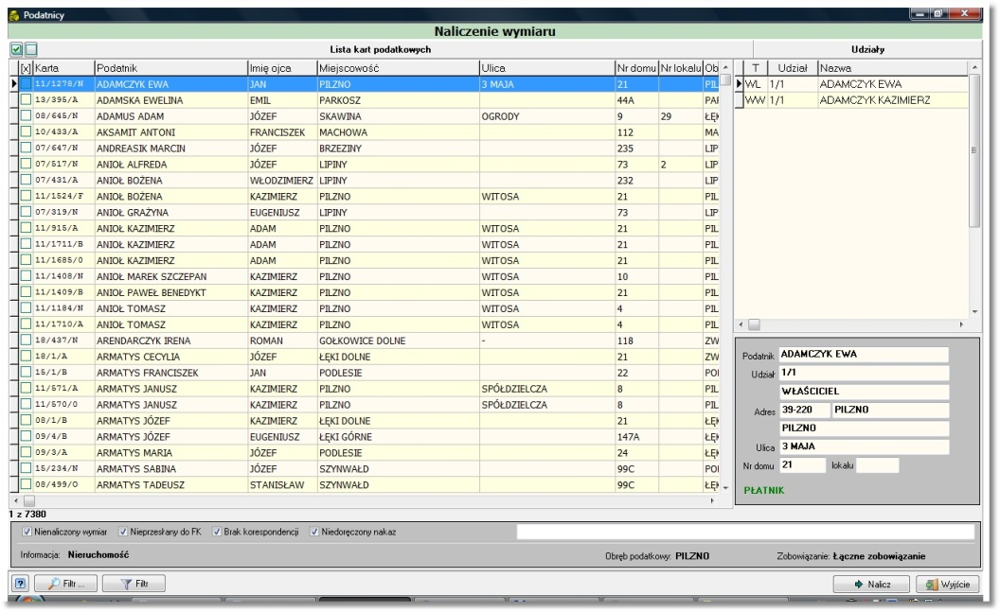 Podatnicy
Naliczenie wymiaru
Lista kart podatkowych Udziały
[x] Karta Podatnik Imię ojca Miejscowość Ulica Nr domu Nr lokalu Ob T Udział Nazwa
11/1278/N ADAMCZYK EWA JAN PILZNO 3 MAJA 21 PIL WL 1/1 ADAMCZYK EWA
13/395/A ADAMSKA EWELINA EMIL PARKOSZ 44A PAR WW 1/1 ADAMCZYK KAZIMIERZ
08/645/N ADAMUS ADAM JÓZEF SKAWINA OGRODY 9 29 ŁĘK
10/433/A AKSAMIT ANTONI FRANCISZEK MACHOWA 112 MA
07/647/N ANDREASIK MARCIN JÓZEF BRZEZINY 235 LIP
07/517/N ANIOŁ ALFREDA JÓZEF LIPINY 73 2 LIP
07/431/A ANIOŁ BOŻENA WŁODZIMIERZ LIPINY 232 LIP
11/1524/F ANIOŁ BOŻENA KAZIMIERZ PILZNO WITOSA 21 PIL
07/319/N ANIOŁ GRAŻYNA EUGENIUSZ LIPINY 73 LIP
11/915/A ANIOŁ KAZIMIERZ ADAM PILZNO WITOSA 21 PIL
11/1711/B ANIOŁ KAZIMIERZ ADAM PILZNO WITOSA 21 PIL
11/1685/O ANIOŁ KAZIMIERZ ADAM PILZNO WITOSA 21 PIL
11/1408/N ANIOŁ MAREK SZCZEPAN KAZIMIERZ PILZNO WITOSA 10 PIL
11/1409/B ANIOŁ PAWEŁ BENEDYKT KAZIMIERZ PILZNO WITOSA 21 PIL
11/1184/N ANIOŁ TOMASZ KAZIMIERZ PILZNO WITOSA 4 PIL
11/1710/A ANIOŁ TOMASZ KAZIMIERZ PILZNO WITOSA 4 PIL
18/437/N ARENDARCZYK IRENA ROMAN GOŁKOWICE DOLNE - 118 ZW
18/1/A ARMATYS CECYLIA JÓZEF ŁĘKI DOLNE 21 ZW
15/1/B ARMATYS FRANCISZEK JAN PODLESIE 22 POI
11/571/A ARMATYS JANUSZ KAZIMIERZ PILZNO SPÓŁDZIELCZA 8 PIL
11/570/O ARMATYS JANUSZ KAZIMIERZ PILZNO SPÓŁDZIELCZA 8 PIL
08/1/B ARMATYS JÓZEF KAZIMIERZ ŁĘKI DOLNE 21 ŁĘK
09/4/B ARMATYS JÓZEF EUGENIUSZ ŁĘKI GÓRNE 147A ŁĘK
09/3/A ARMATYS MARIA JÓZEF PODLESIE 24 ŁĘK
15/234/N ARMATYS SABINA JÓZEF SZYNWAŁD 99C POI
08/499/O ARMATYS TADEUSZ STANISŁAW SZYNWAŁD 99C ŁĘK
Podatnik ADAMCZYK EWA
Udział 1/1
WŁAŚCICIEL
Adres 39-220 PILZNO
PILZNO
Ulica 3 MAJA
Nr domu 21 lokalu
PŁATNIK
1 z 7380
Nienaliczony wymiar Nieprzesłany do FK Brak korespondencji Niedoręczony nakaz
Informacja: Nieruchomość Obręb podatkowy: PILZNO Zobowiązanie: Łączne zobowiązanie
? Filtr ... Filtr Nalicz Wyjście